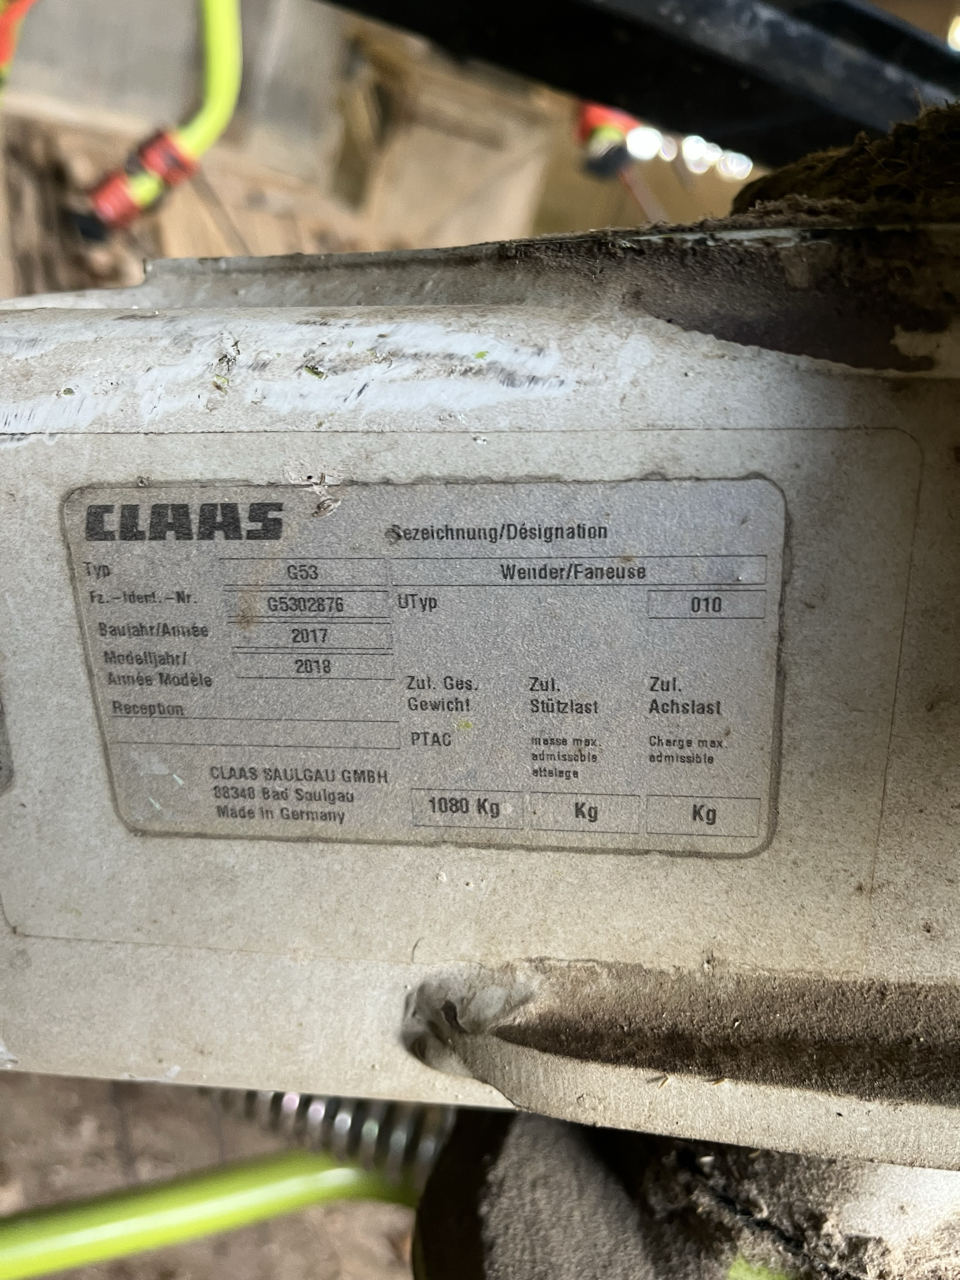 CLAAS
Bezeichnung/Désignation
Typ G53 Wender/Faneuse
Fz.-Ident.-Nr. G5302876 UTyp 010
Baujahr/Année 2017
Modelljahr/ 2018
Année Modèle
Zul. Ges. Zul. Zul.
Gewicht Stützlast Achslast
Reception
PTAC masse max. Charge max.
admissable admissible
attelage
CLAAS SAULGAU GMBH
88348 Bad Saulgau
Made in Germany
1080 Kg Kg Kg